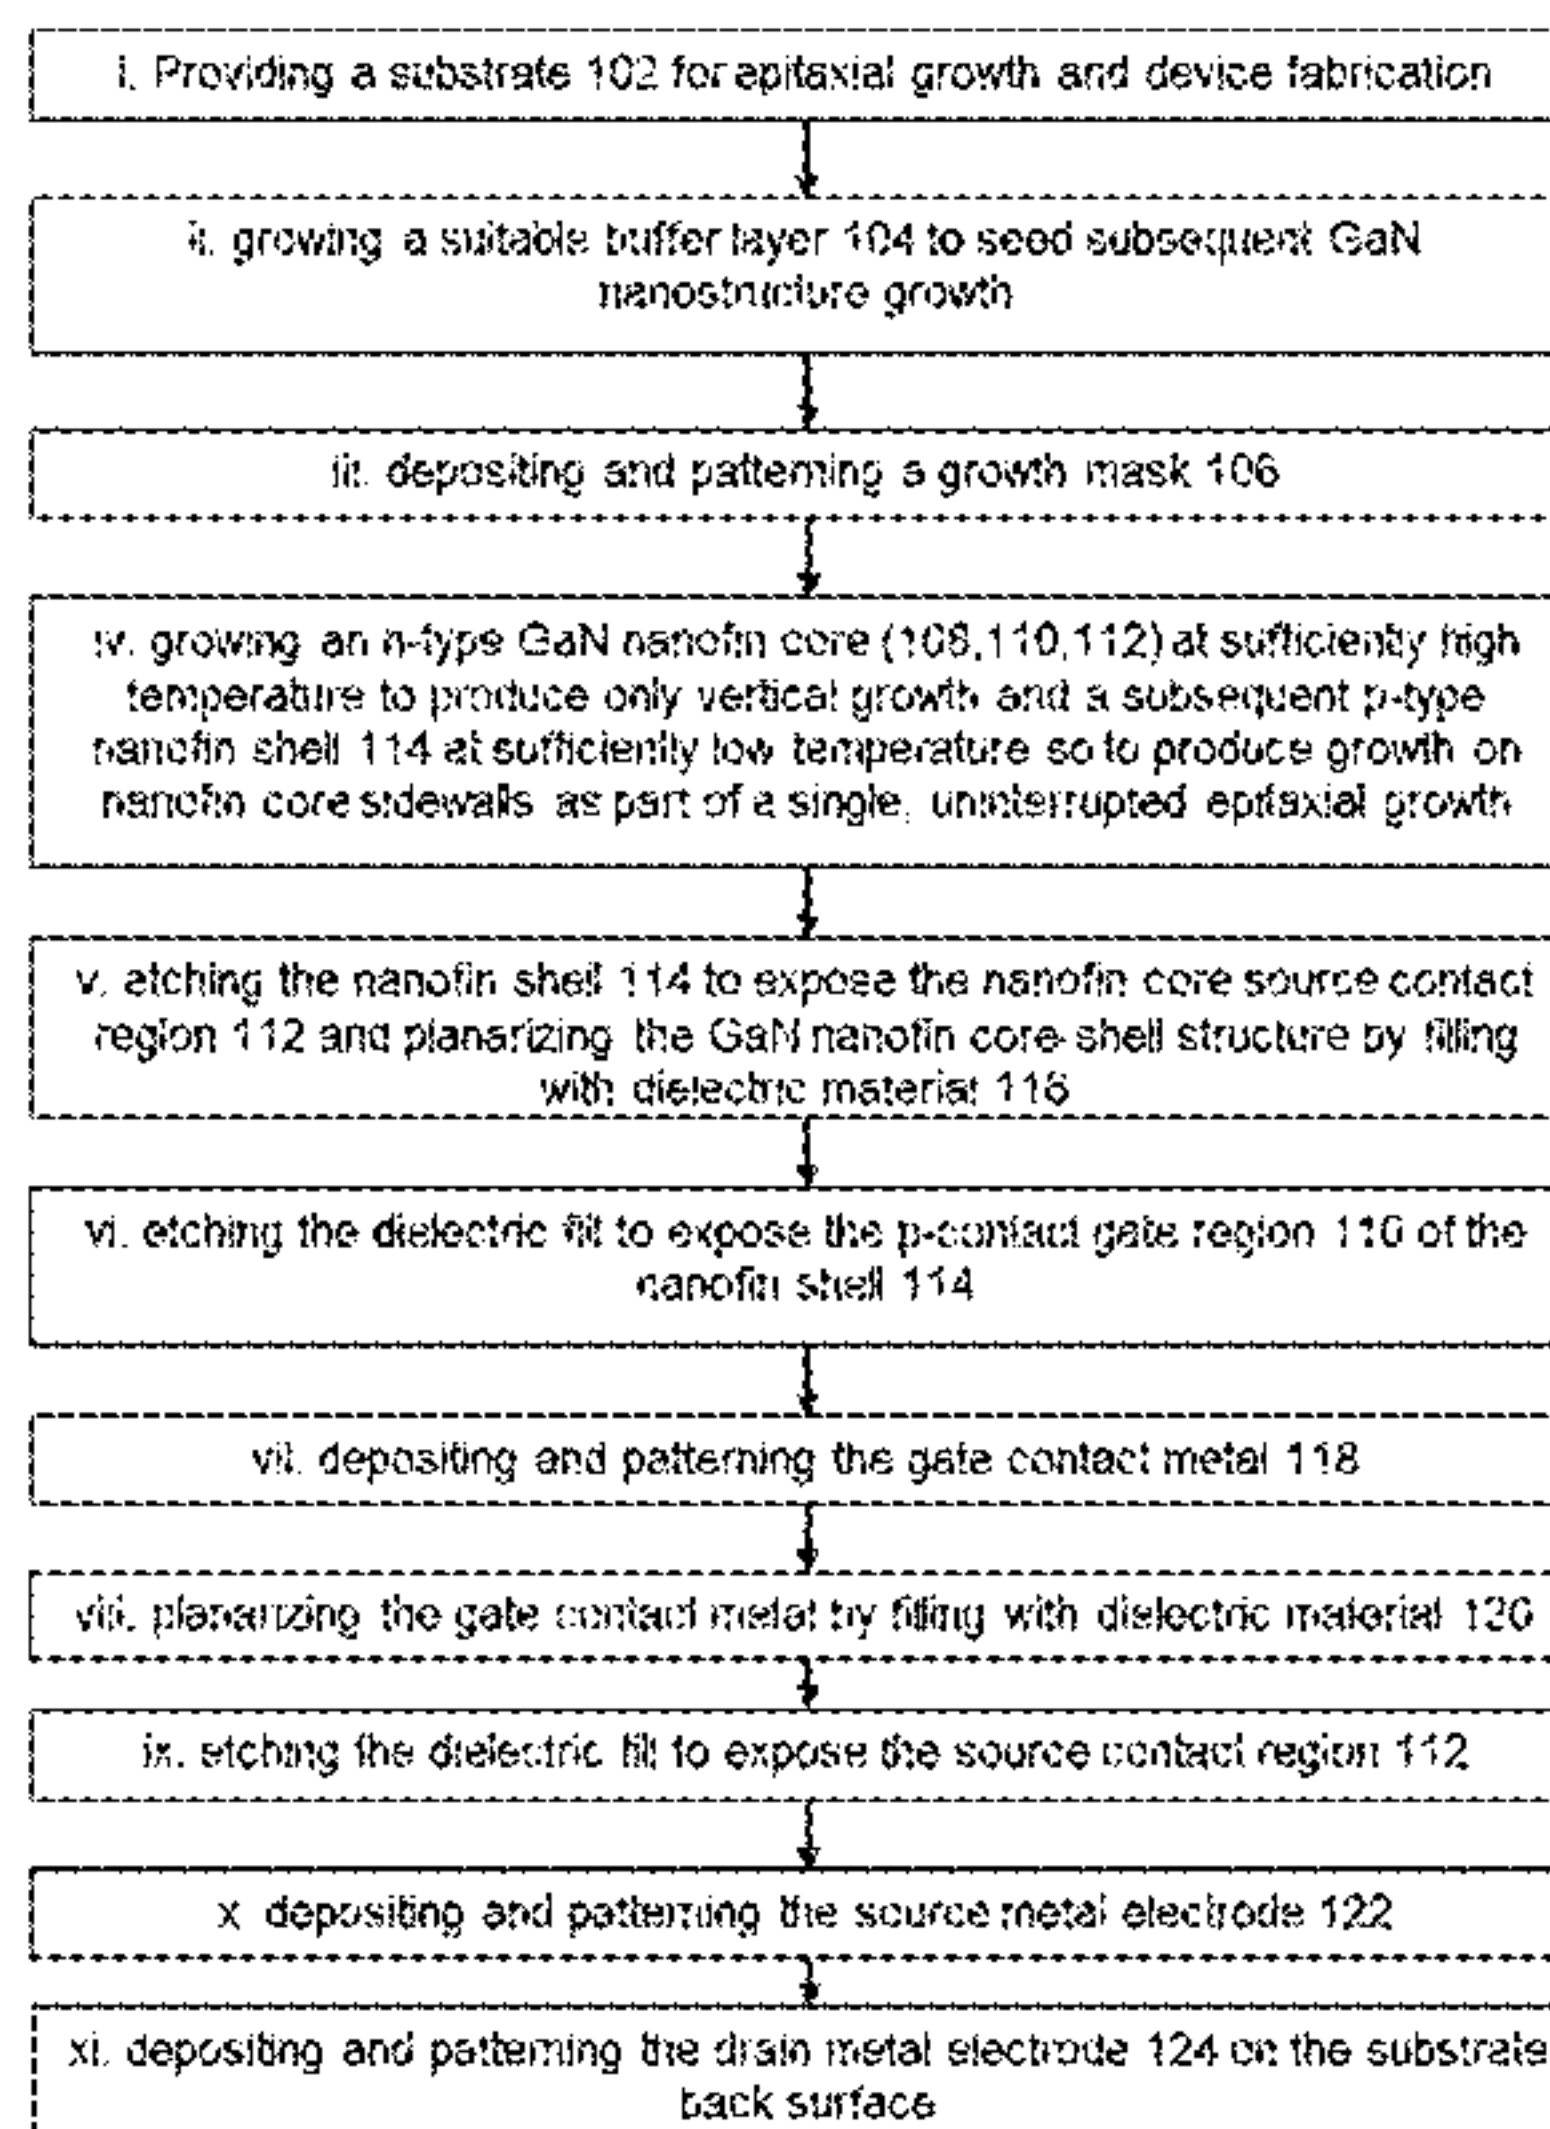 i. Providing a substrate 102 for epitaxial growth and device fabrication
ii. growing a suitable buffer layer 104 to seed subsequent GaN
nanostructure growth
iii. depositing and patterning a growth mask 106
iv. growing an n-type GaN nanofin core (108,110,112) at sufficiently high
temperature to produce only vertical growth and a subsequent p-type
nanofin shell 114 at sufficiently low temperature so to produce growth on
nanofin core sidewalls as part of a single, uninterrupted epitaxial growth
v. etching the nanofin shell 114 to expose the nanofin core source contact
region 112 and planarizing the GaN nanofin core-shell structure by filling
with dielectric material 116
vi. etching the dielectric fill to expose the p-contact gate region 110 of the
nanofin shell 114
vii. depositing and patterning the gate contact metal 118
viii. planarizing the gate contact metal by filling with dielectric material 120
ix. etching the dielectric fill to expose the source contact region 112
x depositing and patterning the source metal electrode 122
xi. depositing and patterning the drain metal electrode 124 on the substrate
back surface